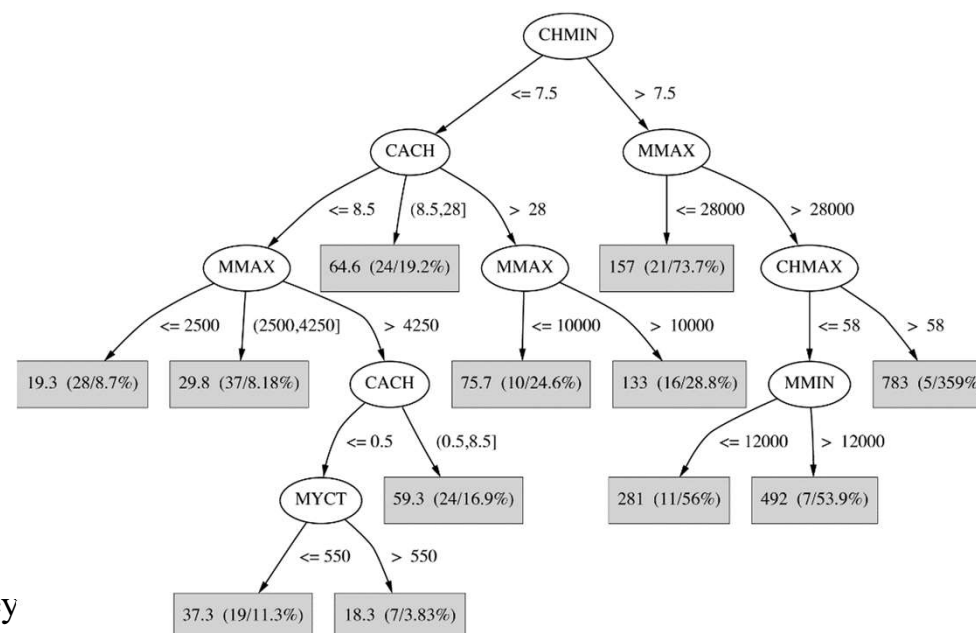 CHMIN
<= 7.5 > 7.5
CACH MMAX
<= 8.5 (8.5,28] > 28 <= 28000 > 28000
MMAX 64.6 (24/19.2%) MMAX 157 (21/73.7%) CHMAX
<= 2500 (2500,4250] > 4250 <= 10000 > 10000 <= 58 > 58
19.3 (28/8.7%) 29.8 (37/8.18%) CACH 75.7 (10/24.6%) 133 (16/28.8%) MMIN 783 (5/359%
<= 0.5 (0.5,8.5] <= 12000 > 12000
MYCT 59.3 (24/16.9%) 281 (11/56%) 492 (7/53.9%)
<= 550 > 550
y
37.3 (19/11.3%) 18.3 (7/3.83%)